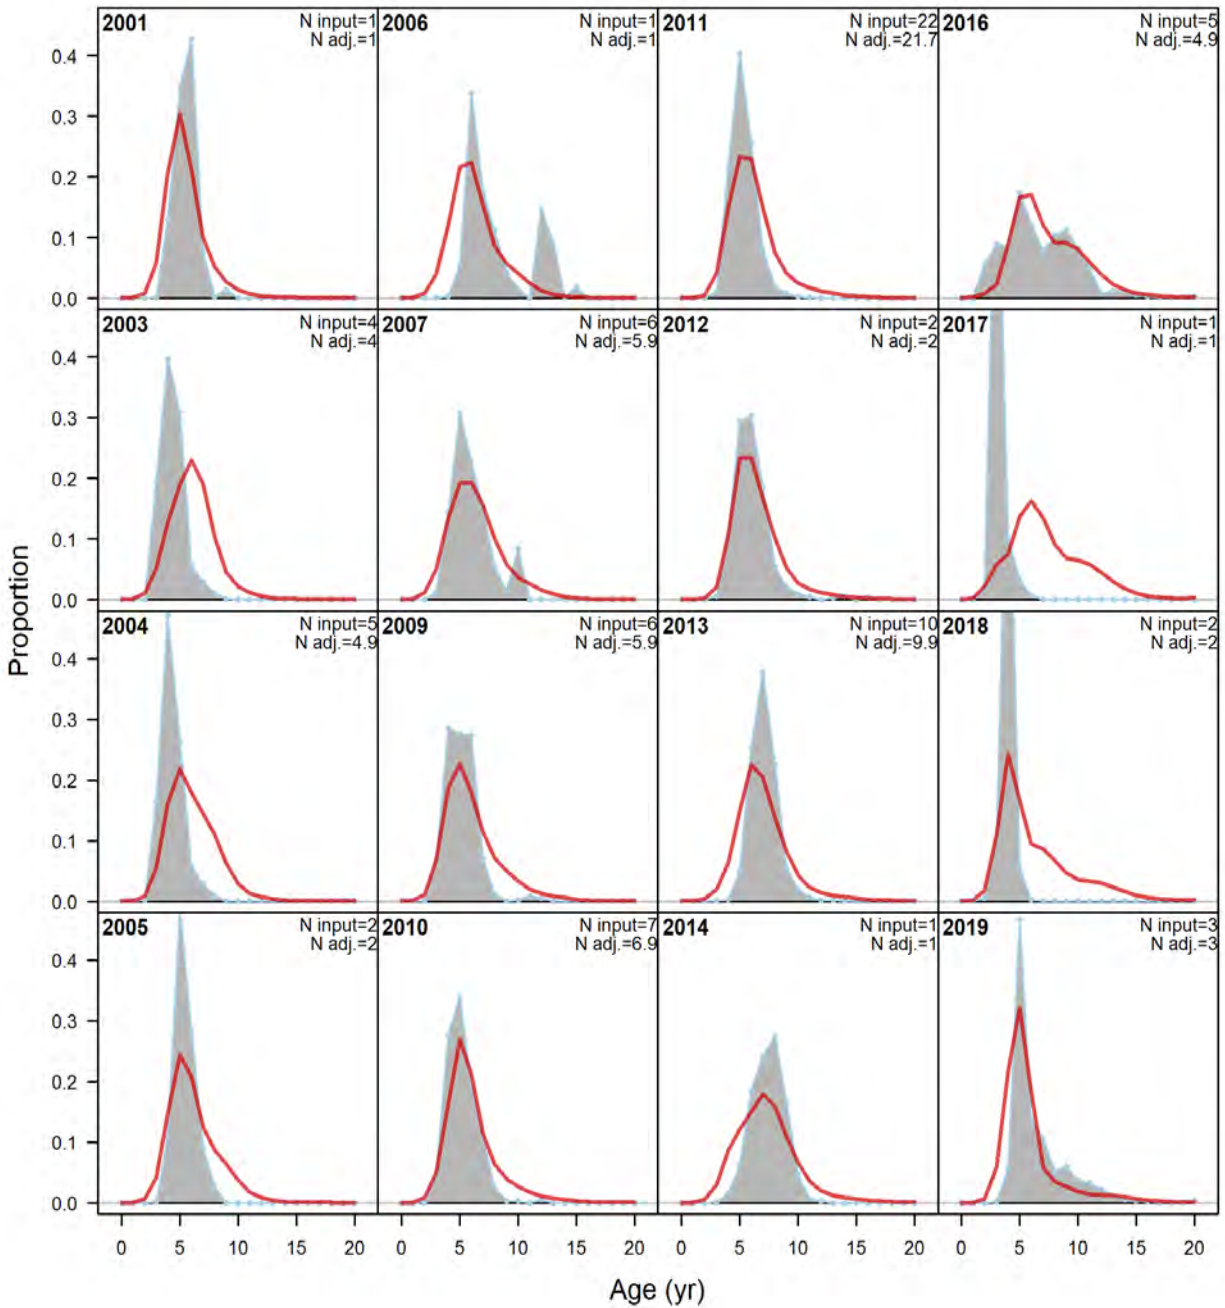 2001 N input=1
N adj.=1
2006 N input=1
N adj.=1
2011 N input=22
N adj.=21.7
2016 N input=5
N adj.=4.9
0.4
0.3
0.2
0.1
0.0
2003 N input=4
N adj.=4
2007 N input=6
N adj.=5.9
2012 N input=2
N adj.=2
2017 N input=1
N adj.=1
0.4
0.3
0.2
0.1
0.0
2004 N input=5
N adj.=4.9
2009 N input=6
N adj.=5.9
2013 N input=10
N adj.=9.9
2018 N input=2
N adj.=2
0.4
0.3
0.2
0.1
0.0
2005 N input=2
N adj.=2
2010 N input=7
N adj.=6.9
2014 N input=1
N adj.=1
2019 N input=3
N adj.=3
0.4
0.3
0.2
0.1
0.0
Proportion
0 5 10 15 20 0 5 10 15 20 0 5 10 15 20 0 5 10 15 20
Age (yr)